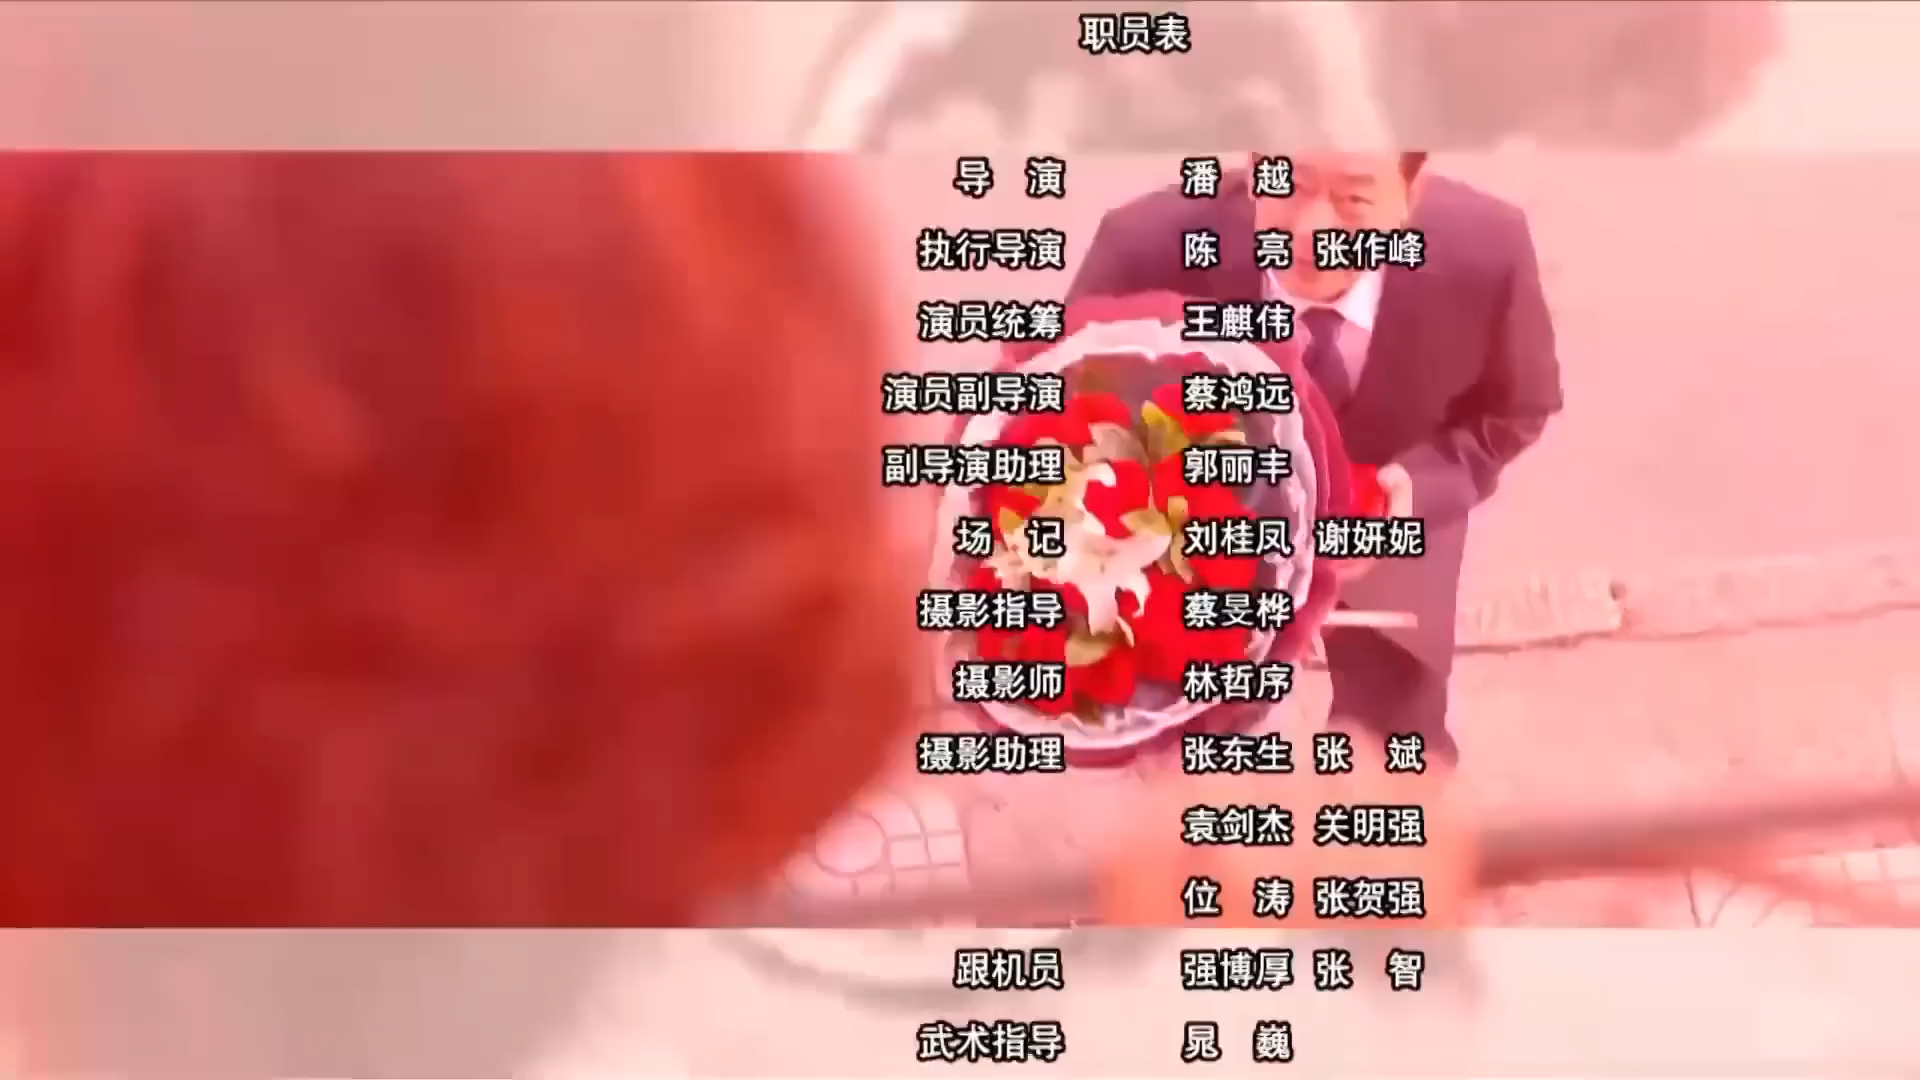 职员表
导 演 潘 越
执行导演 陈 亮 张作峰
演员统筹 王麒伟
演员副导演 蔡鸿远
副导演助理 郭丽丰
场 记 刘桂凤 谢妍妮
摄影指导 蔡旻桦
摄影师 林哲序
摄影助理 张东生 张 斌
袁剑杰 关明强
位 涛 张贺强
跟机员 强博厚 张 智
武术指导 晁 巍